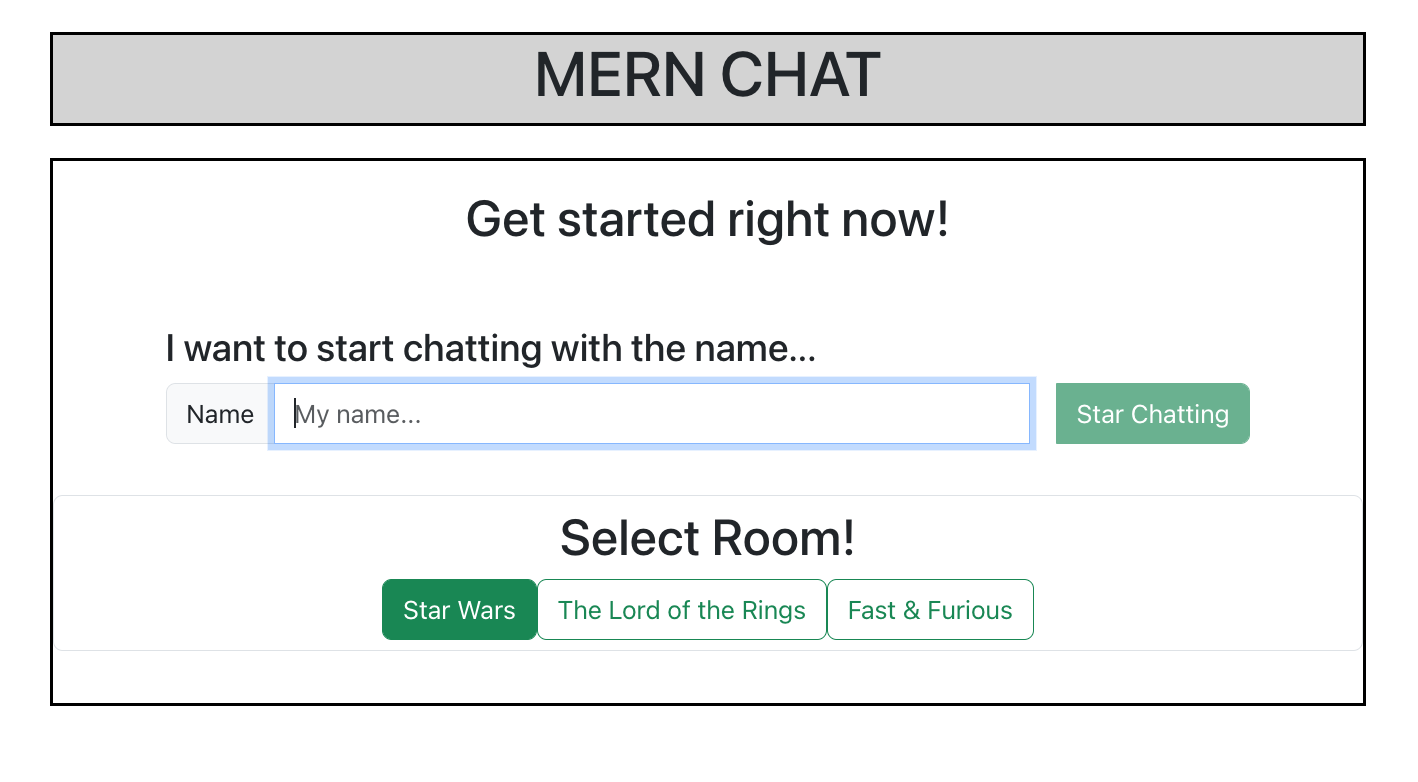 MERN CHAT
Get started right now!
I want to start chatting with the name...
Name My name... Star Chatting
Select Room!
Star Wars The Lord of the Rings Fast & Furious